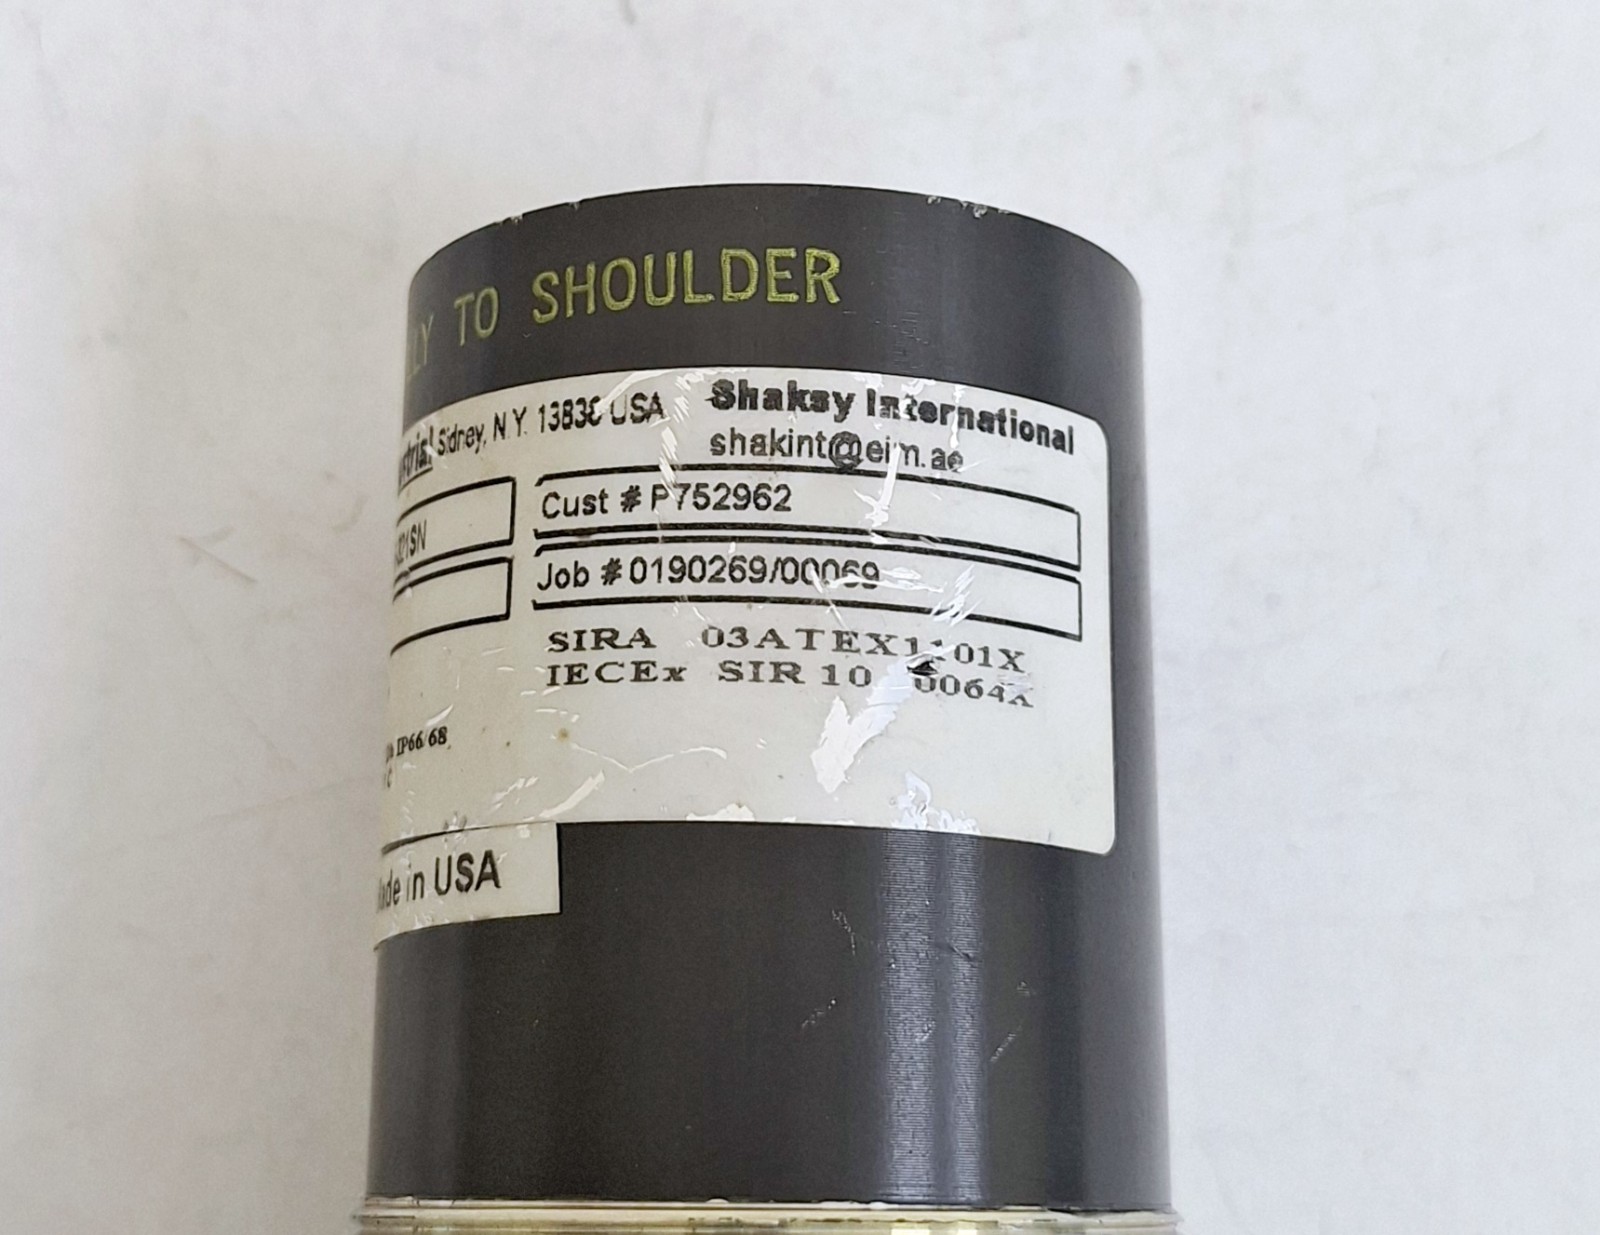 TO SHOULDER
Sidney, N.Y. 13838 USA
Shaksy International
shakint@eim.ae
Cust # P752962
Job # 0190269/00069
SIRA 03ATEX1101X
IECEx SIR 10 0064X
IP66/68
Made in USA